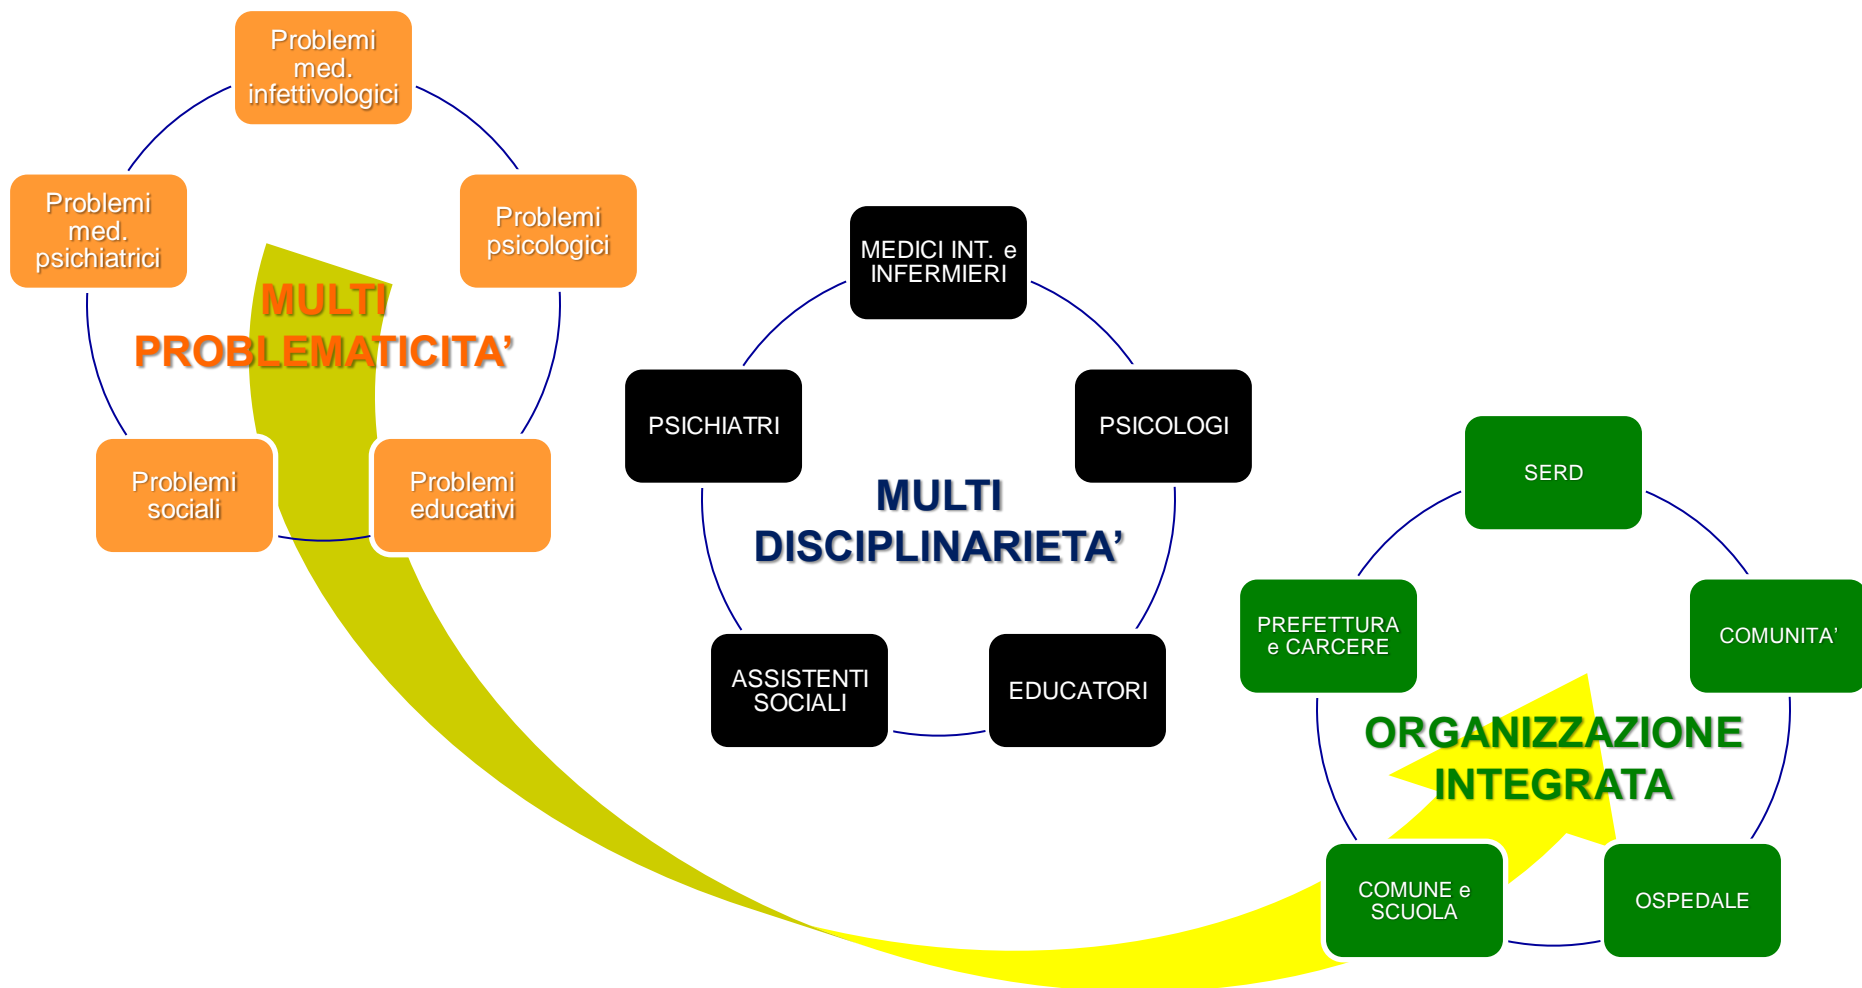 Problemi
med.
infettivologici
Problemi
med.
psichiatrici
Problemi
psicologici
MULTI
PROBLEMATICITA’
Problemi
sociali
Problemi
educativi
MEDICI INT. e
INFERMIERI
PSICHIATRI
PSICOLOGI
MULTI
DISCIPLINARIETA’
ASSISTENTI
SOCIALI
EDUCATORI
SERD
PREFETTURA
e CARCERE
COMUNITA’
ORGANIZZAZIONE
INTEGRATA
COMUNE e
SCUOLA
OSPEDALE